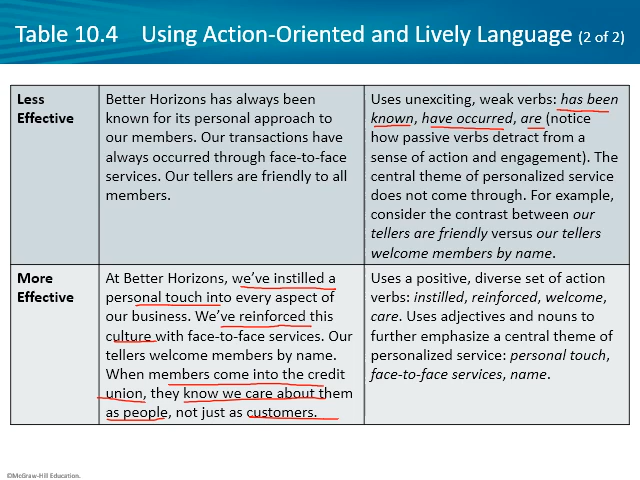 Table 10.4 Using Action-Oriented and Lively Language (2 of 2)
Less
Effective
Better Horizons has always been
known for its personal approach to
our members. Our transactions have
always occurred through face-to-face
services. Our tellers are friendly to all
members.
Uses unexciting, weak verbs: has been
known, have occurred, are (notice
how passive verbs detract from a
sense of action and engagement). The
central theme of personalized service
does not come through. For example,
consider the contrast between our
tellers are friendly versus our tellers
welcome members by name.
More
Effective
At Better Horizons, we’ve instilled a
personal touch into every aspect of
our business. We’ve reinforced this
culture with face-to-face services. Our
tellers welcome members by name.
When members come into the credit
union, they know we care about them
as people, not just as customers.
Uses a positive, diverse set of action
verbs: instilled, reinforced, welcome,
care. Uses adjectives and nouns to
further emphasize a central theme of
personalized service: personal touch,
face-to-face services, name.
©McGraw-Hill Education.